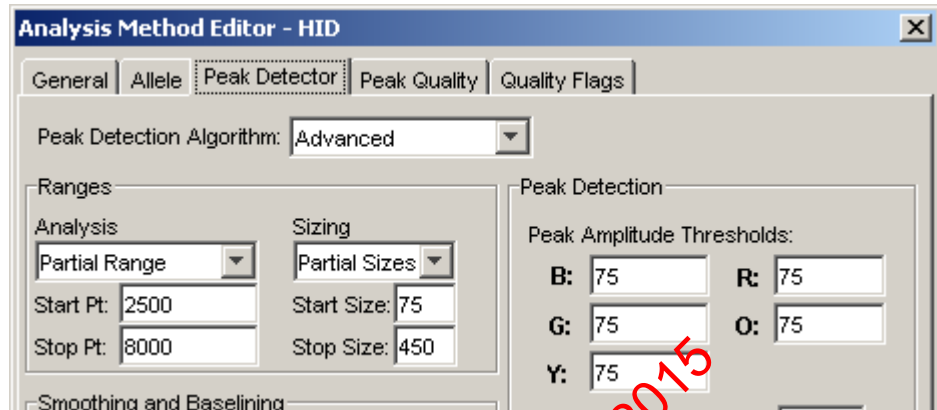 Analysis Method Editor - HID
General Allele Peak Detector Peak Quality Quality Flags
Peak Detection Algorithm: Advanced
Ranges
Analysis Sizing
Partial Range Partial Sizes
Start Pt: 2500 Start Size: 75
Stop Pt: 8000 Stop Size: 450
Smoothing and Baselining
Peak Detection
Peak Amplitude Thresholds:
B: 75 R: 75
G: 75 O: 75
Y: 75
2015